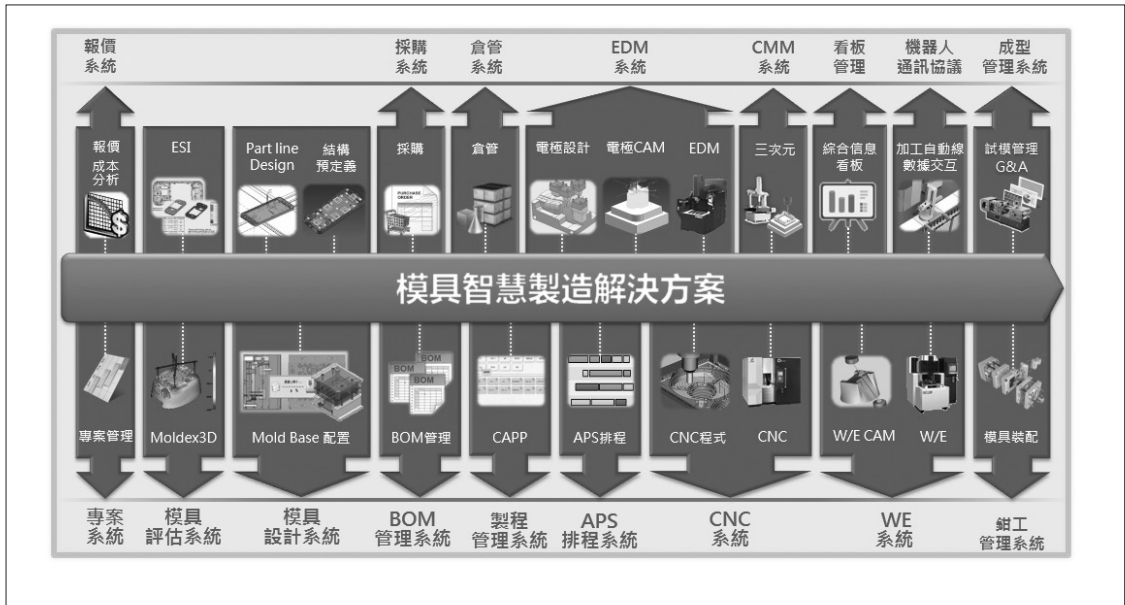 報價
系統
採購
系統
倉管
系統
EDM
系統
CMM
系統
看板
管理
機器人
通訊協議
成型
管理系統
報價
成本
分析
ESI
Part line
Design
結構
預定義
採購
倉管
電極設計
電極CAM
EDM
三次元
綜合信息
看板
加工自動線
數據交互
試模管理
G&A
PURCHASE
ORDER
模具智慧製造解決方案
BOM
BOM
BOM
專案管理
Moldex3D
Mold Base 配置
BOM管理
CAPP
APS排程
CNC程式
CNC
W/E CAM
W/E
模具裝配
專案
系統
模具
評估系統
模具
設計系統
BOM
管理系統
製程
管理系統
APS
排程系統
CNC
系統
WE
系統
鉗工
管理系統